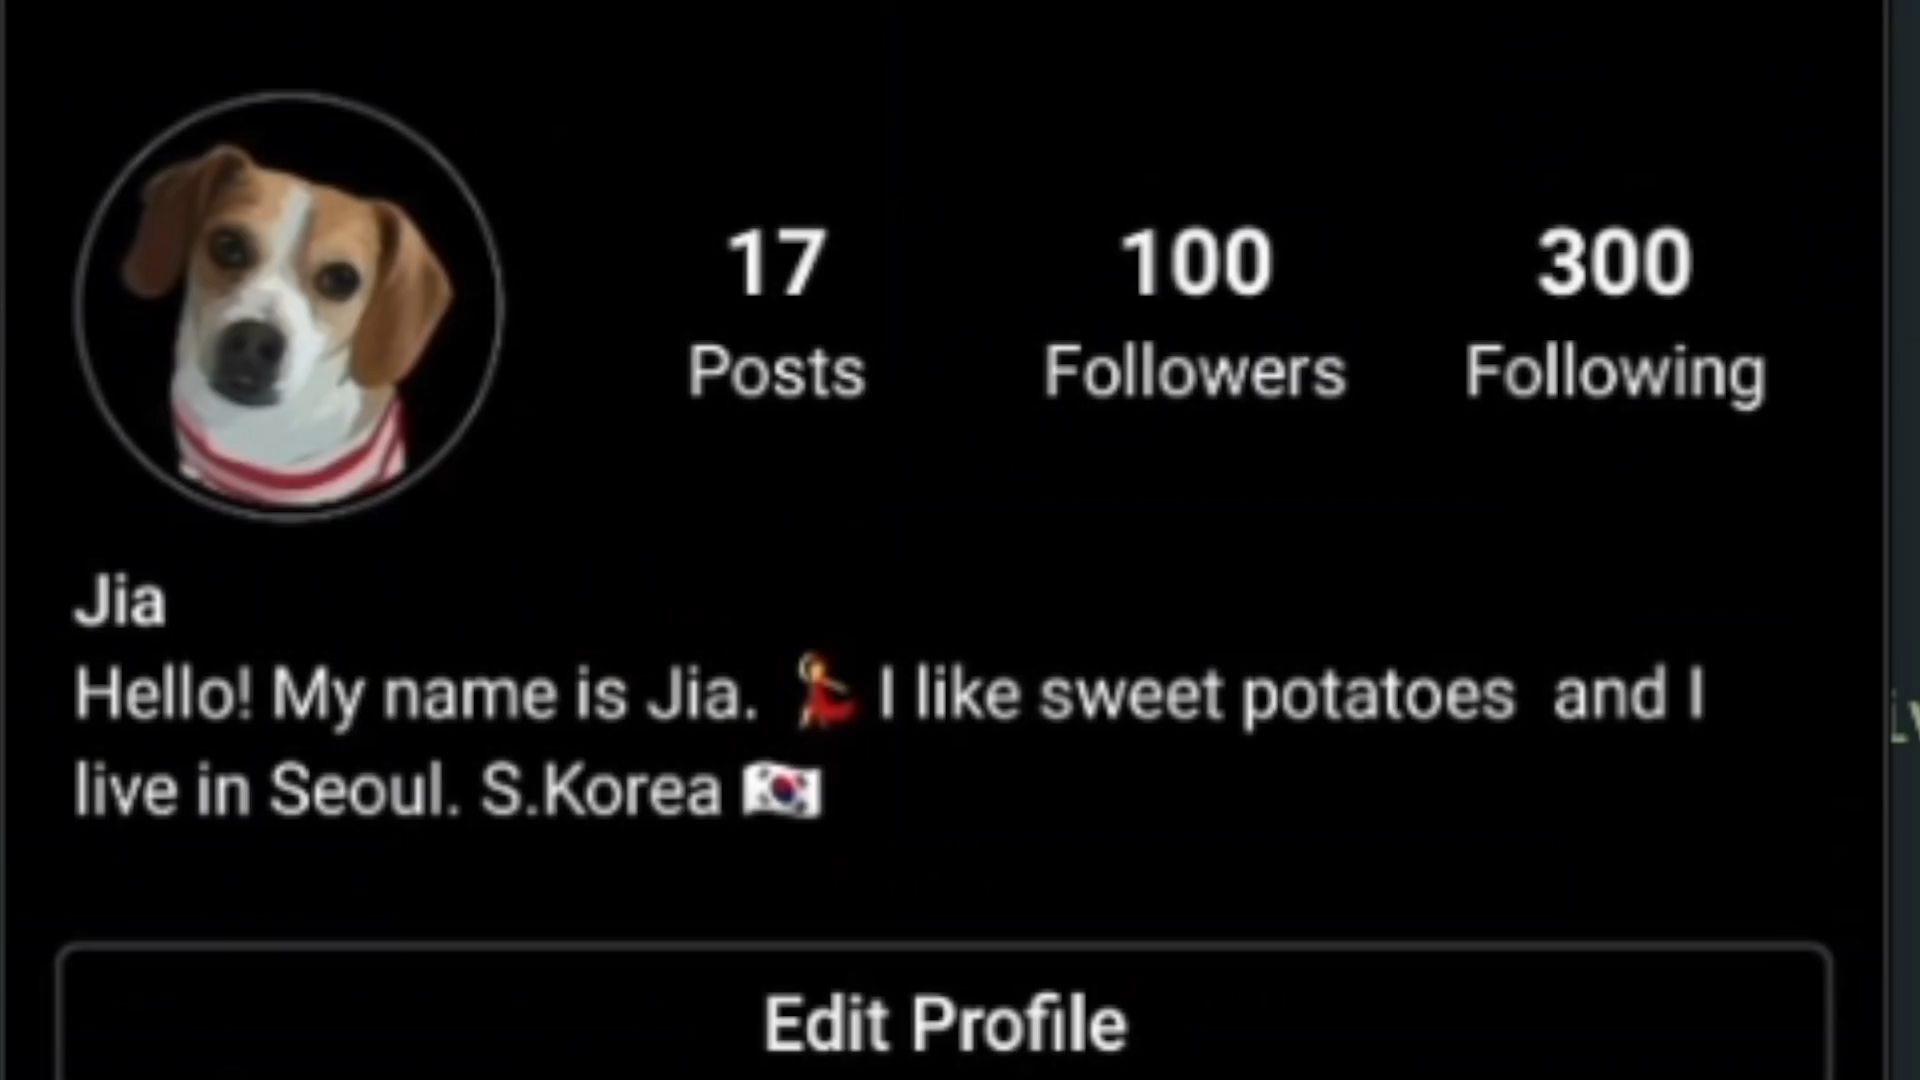 17 100 300
Posts Followers Following
Jia
Hello! My name is Jia. 💃 I like sweet potatoes  and I
live in Seoul. S.Korea 🇰🇷
Edit Profile